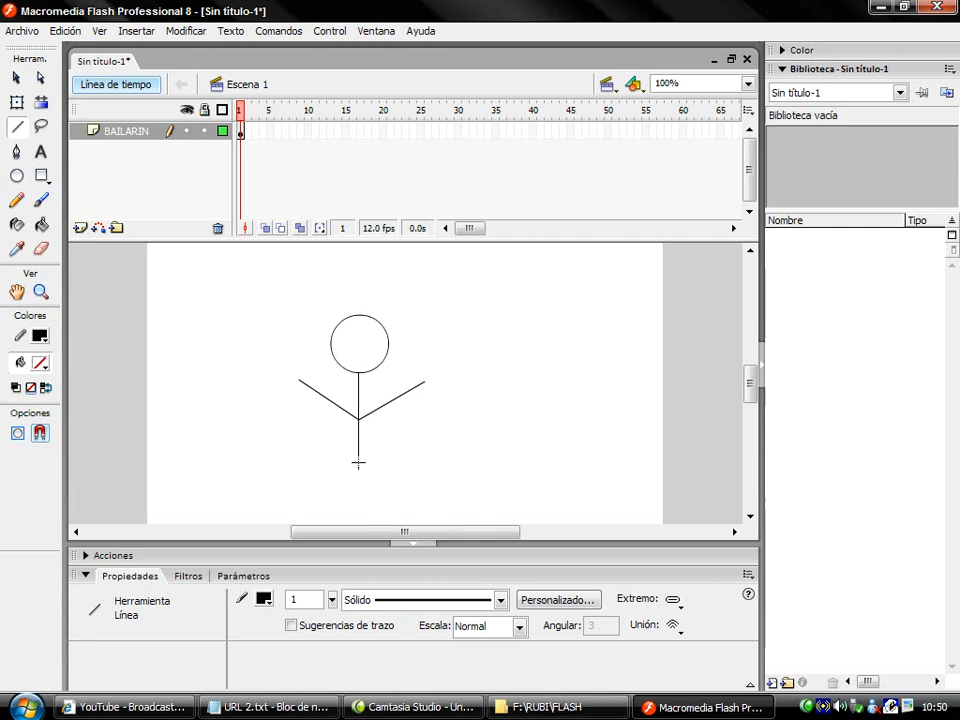 Macromedia Flash Professional 8 - [Sin título-1*]
Archivo Edición Ver Insertar Modificar Texto Comandos Control Ventana Ayuda
Herram.
Sin título-1*
Línea de tiempo
Escena 1
100%
1 5 10 15 20 25 30 35 40 45 50 55 60 65
BAILARIN
1 12.0 fps 0.0s
Ver
Colores
Opciones
Color
Biblioteca - Sin título-1
Sin título-1
Biblioteca vacía
Nombre Tipo
Acciones
Propiedades Filtros Parámetros
Herramienta
Línea
1 Sólido Personalizado... Extremo:
Sugerencias de trazo Escala: Normal Angular: 3 Unión:
YouTube - Broadcast... URL 2.txt - Bloc de n... Camtasia Studio - Un... F:\RUBI\FLASH Macromedia Flash Pro... 10:50